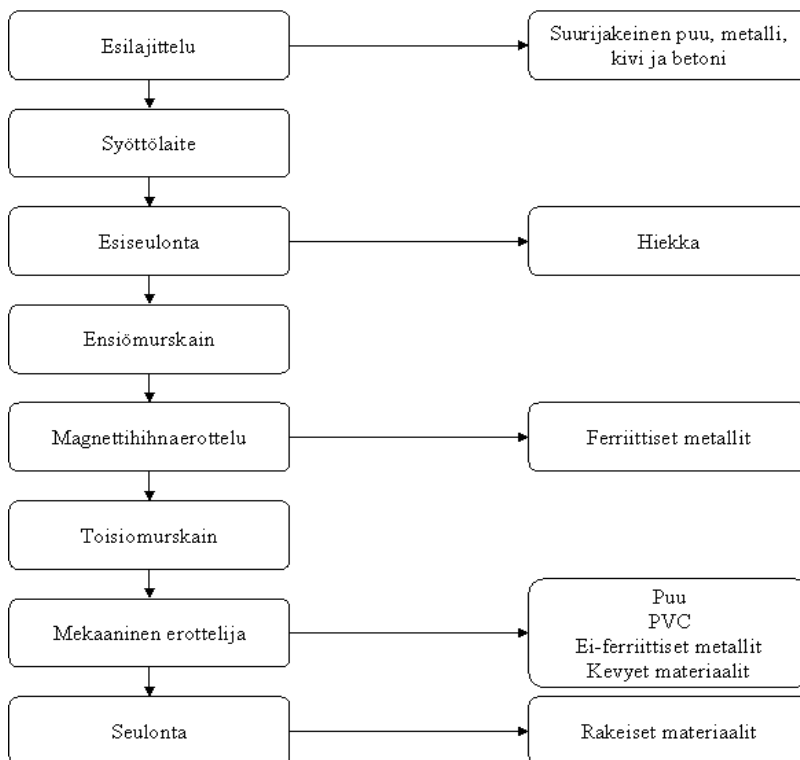 Esilajittelu
Suurijakeinen puu, metalli,
kivi ja betoni
Syöttölaite
Esiseulonta
Hiekka
Ensiömurskain
Magnettihihnaerottelu
Ferriittiset metallit
Toisiomurskain
Mekaaninen erottelija
Puu
PVC
Ei-ferriittiset metallit
Kevyet materiaalit
Seulonta
Rakeiset materiaalit